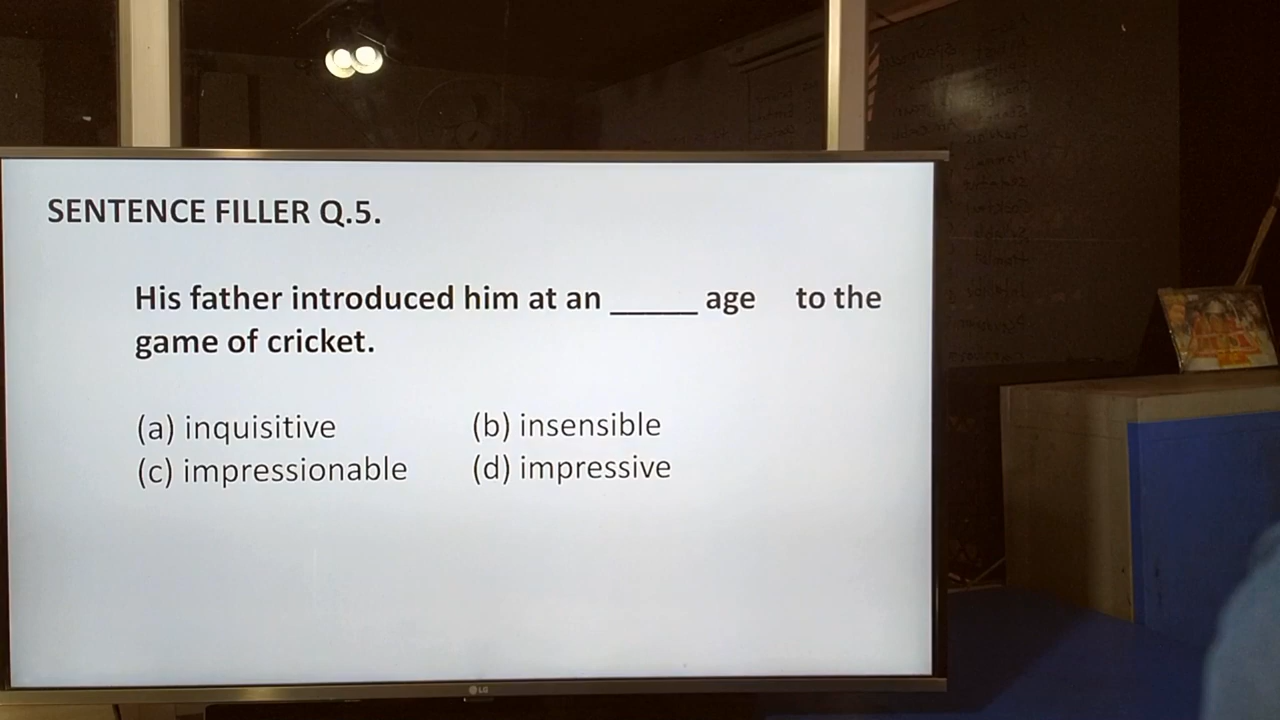 SENTENCE FILLER Q.5.
His father introduced him at an _____ age to the
game of cricket.
(a) inquisitive (b) insensible
(c) impressionable (d) impressive
LG